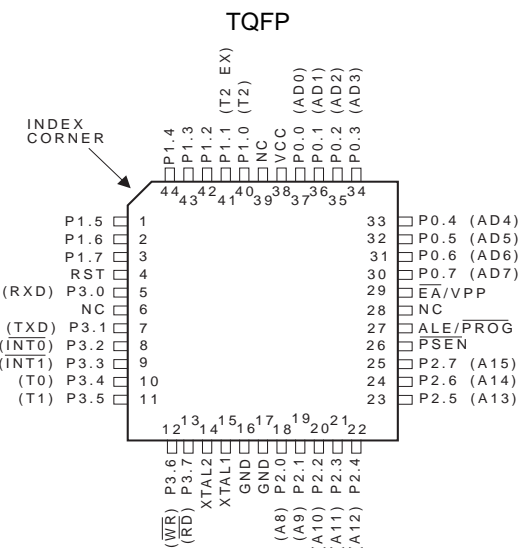 TQFP
INDEX
CORNER
P1.4
P1.3
P1.2
P1.1 (T2 EX)
P1.0 (T2)
NC
VCC
P0.0 (AD0)
P0.1 (AD1)
P0.2 (AD2)
P0.3 (AD3)
44
43
42
41
40
39
38
37
36
35
34
P1.5 1
P1.6 2
P1.7 3
RST 4
(RXD) P3.0 5
NC 6
(TXD) P3.1 7
(INT0) P3.2 8
(INT1) P3.3 9
(T0) P3.4 10
(T1) P3.5 11
33 P0.4 (AD4)
32 P0.5 (AD5)
31 P0.6 (AD6)
30 P0.7 (AD7)
29 EA/VPP
28 NC
27 ALE/PROG
26 PSEN
25 P2.7 (A15)
24 P2.6 (A14)
23 P2.5 (A13)
12
13
14
15
16
17
18
19
20
21
22
(WR) P3.6
(RD) P3.7
XTAL2
XTAL1
GND
GND
(A8) P2.0
(A9) P2.1
(A10) P2.2
(A11) P2.3
(A12) P2.4